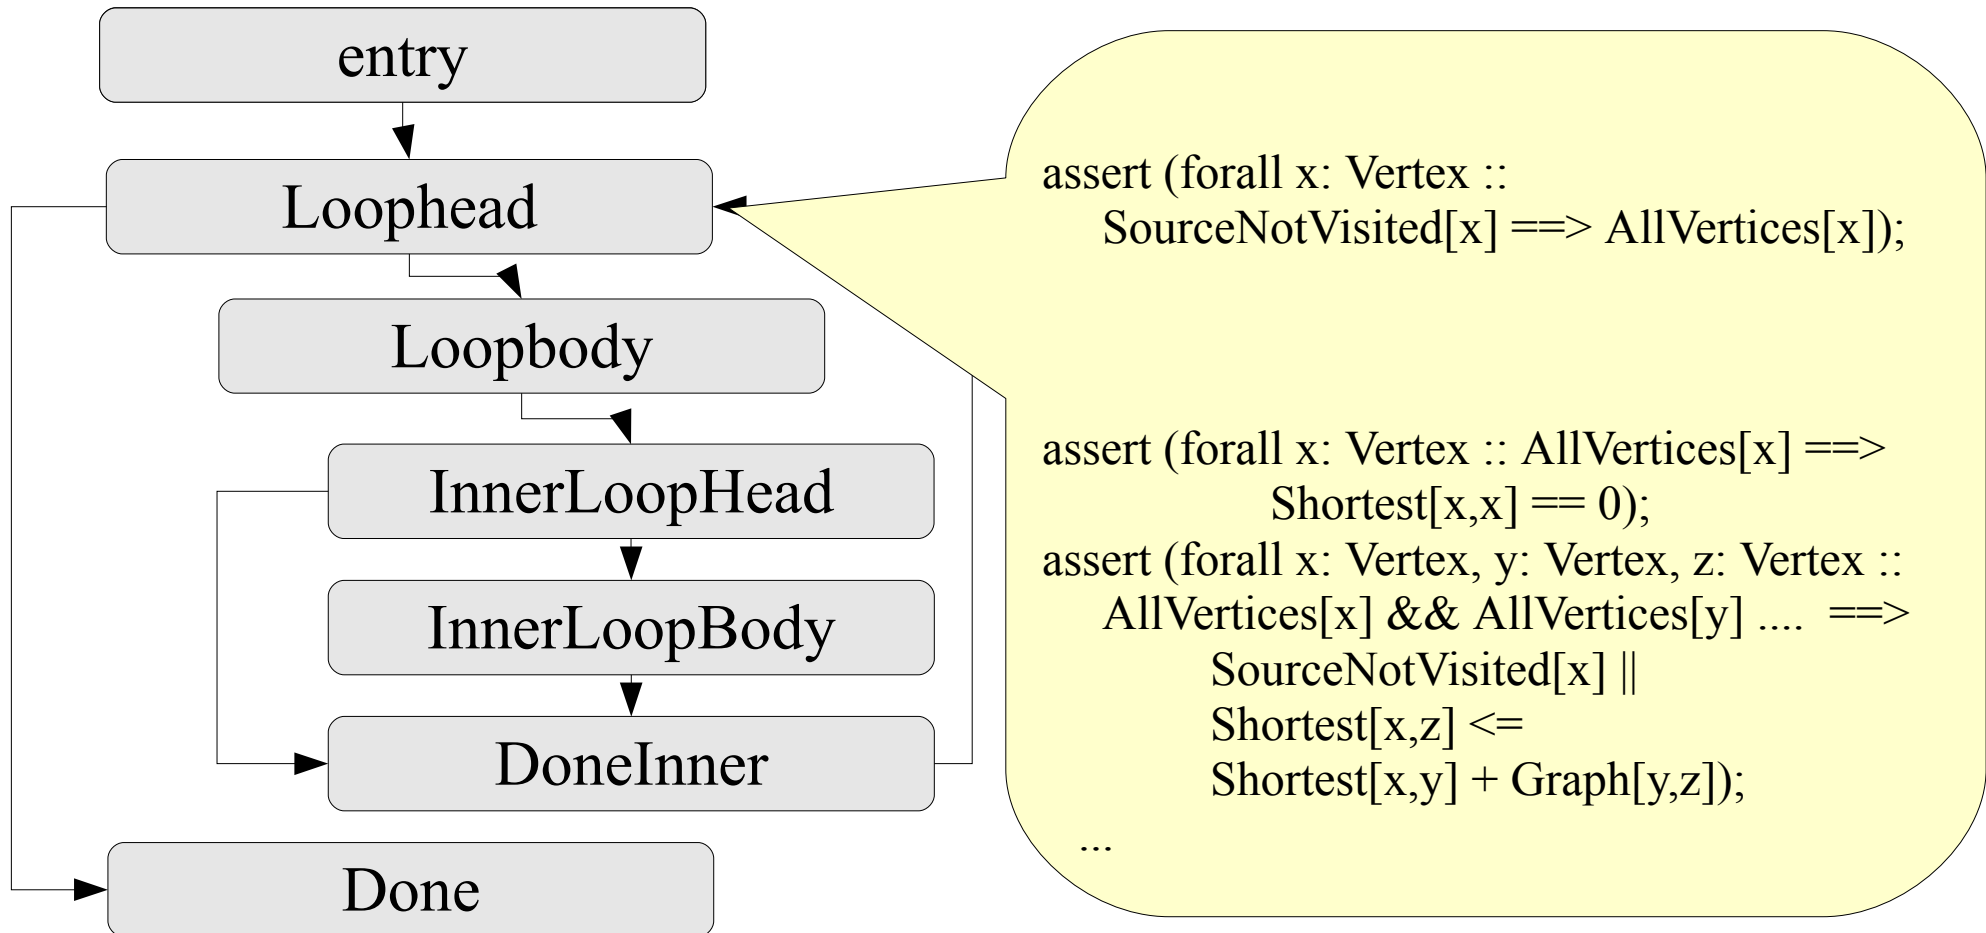 entry
Loophead
Loopbody
InnerLoopHead
InnerLoopBody
DoneInner
Done
assert (forall x: Vertex ::
SourceNotVisited[x] ==> AllVertices[x]);
assert (forall x: Vertex :: AllVertices[x] ==>
Shortest[x,x] == 0);
assert (forall x: Vertex, y: Vertex, z: Vertex ::
AllVertices[x] && AllVertices[y] .... ==>
SourceNotVisited[x] ||
Shortest[x,z] <=
Shortest[x,y] + Graph[y,z]);
...